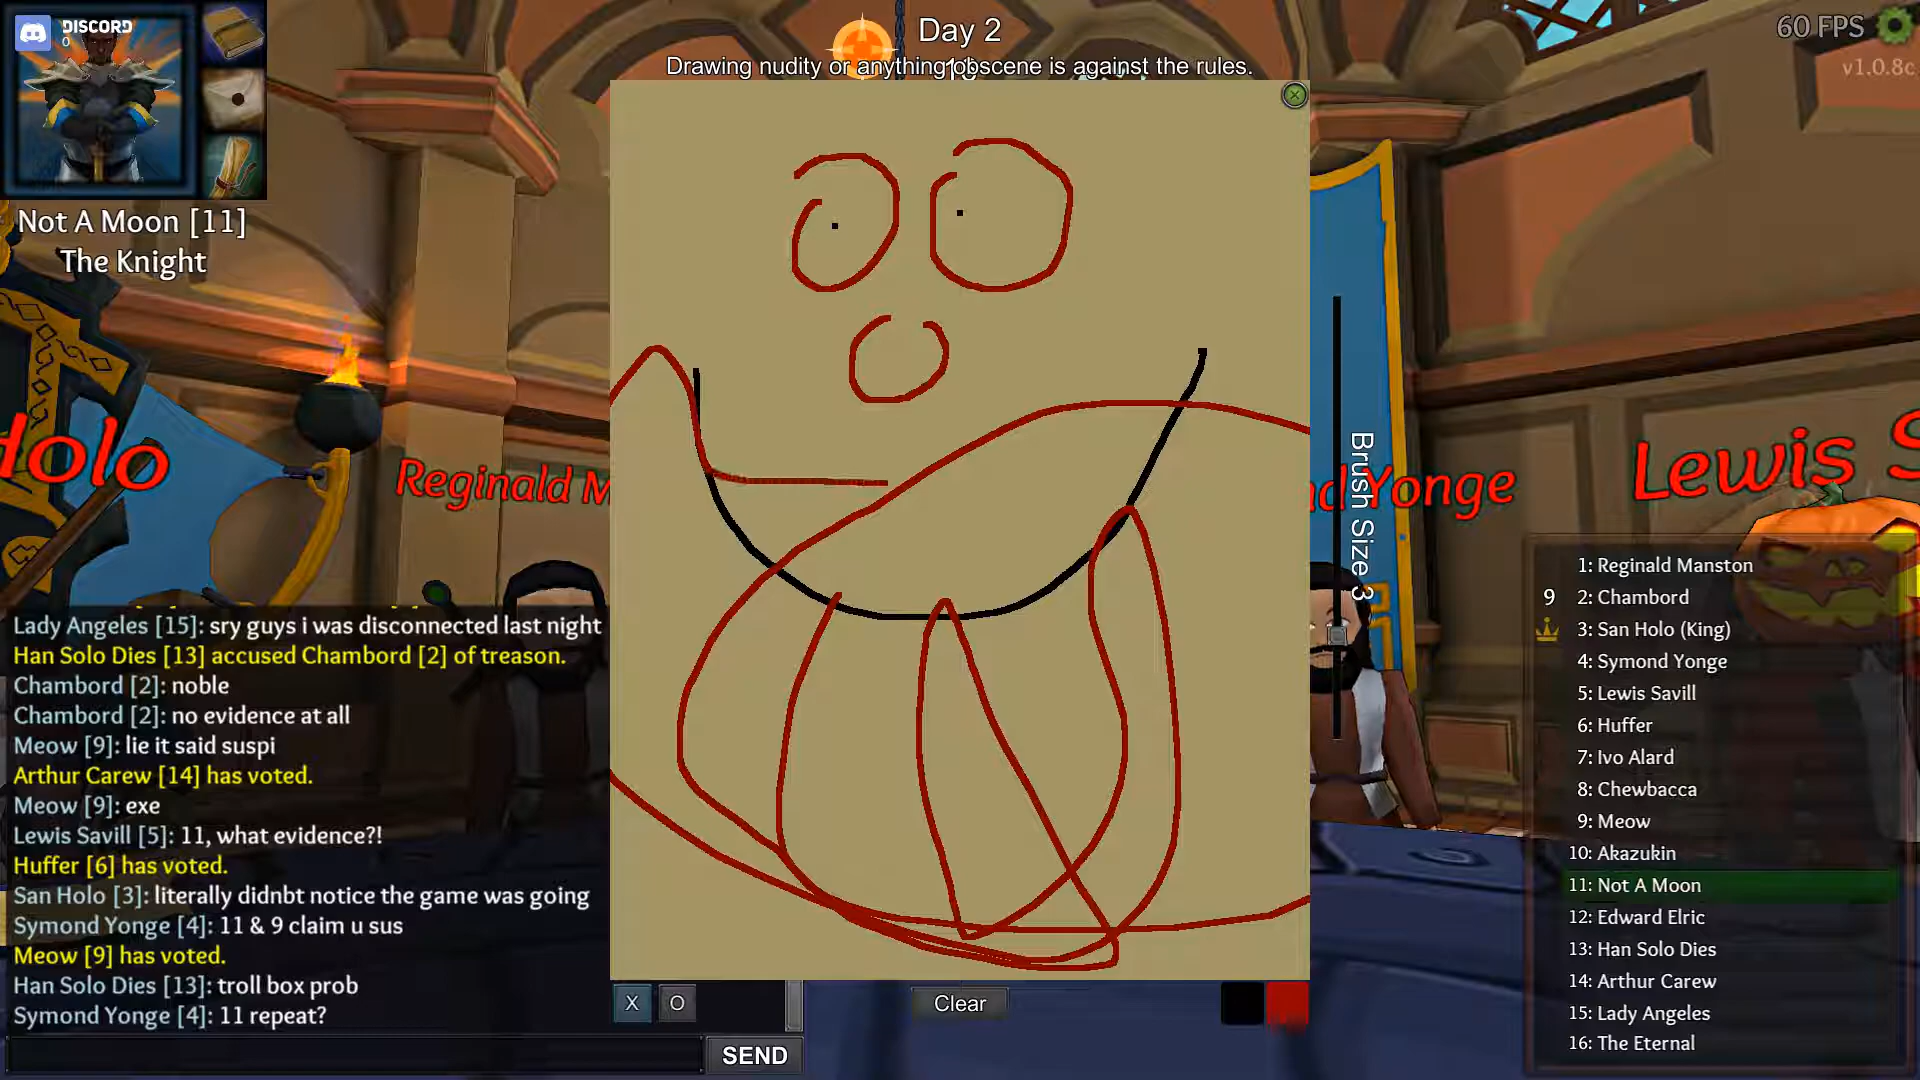 DISCORD
0
Day 2
Drawing nudity or anything obscene is against the rules.
60 FPS
v1.0.8c
Not A Moon [11]
The Knight
Holo
Reginald M
Yonge
Lewis S
Brush Size 3
Lady Angeles [15]: sry guys i was disconnected last night
Han Solo Dies [13] accused Chambord [2] of treason.
Chambord [2]: noble
Chambord [2]: no evidence at all
Meow [9]: lie it said suspi
Arthur Carew [14] has voted.
Meow [9]: exe
Lewis Savill [5]: 11, what evidence?!
Huffer [6] has voted.
San Holo [3]: literally didnbt notice the game was going
Symond Yonge [4]: 11 & 9 claim u sus
Meow [9] has voted.
Han Solo Dies [13]: troll box prob
Symond Yonge [4]: 11 repeat?
SEND
X O
Clear
1: Reginald Manston
9 2: Chambord
3: San Holo (King)
4: Symond Yonge
5: Lewis Savill
6: Huffer
7: Ivo Alard
8: Chewbacca
9: Meow
10: Akazukin
11: Not A Moon
12: Edward Elric
13: Han Solo Dies
14: Arthur Carew
15: Lady Angeles
16: The Eternal